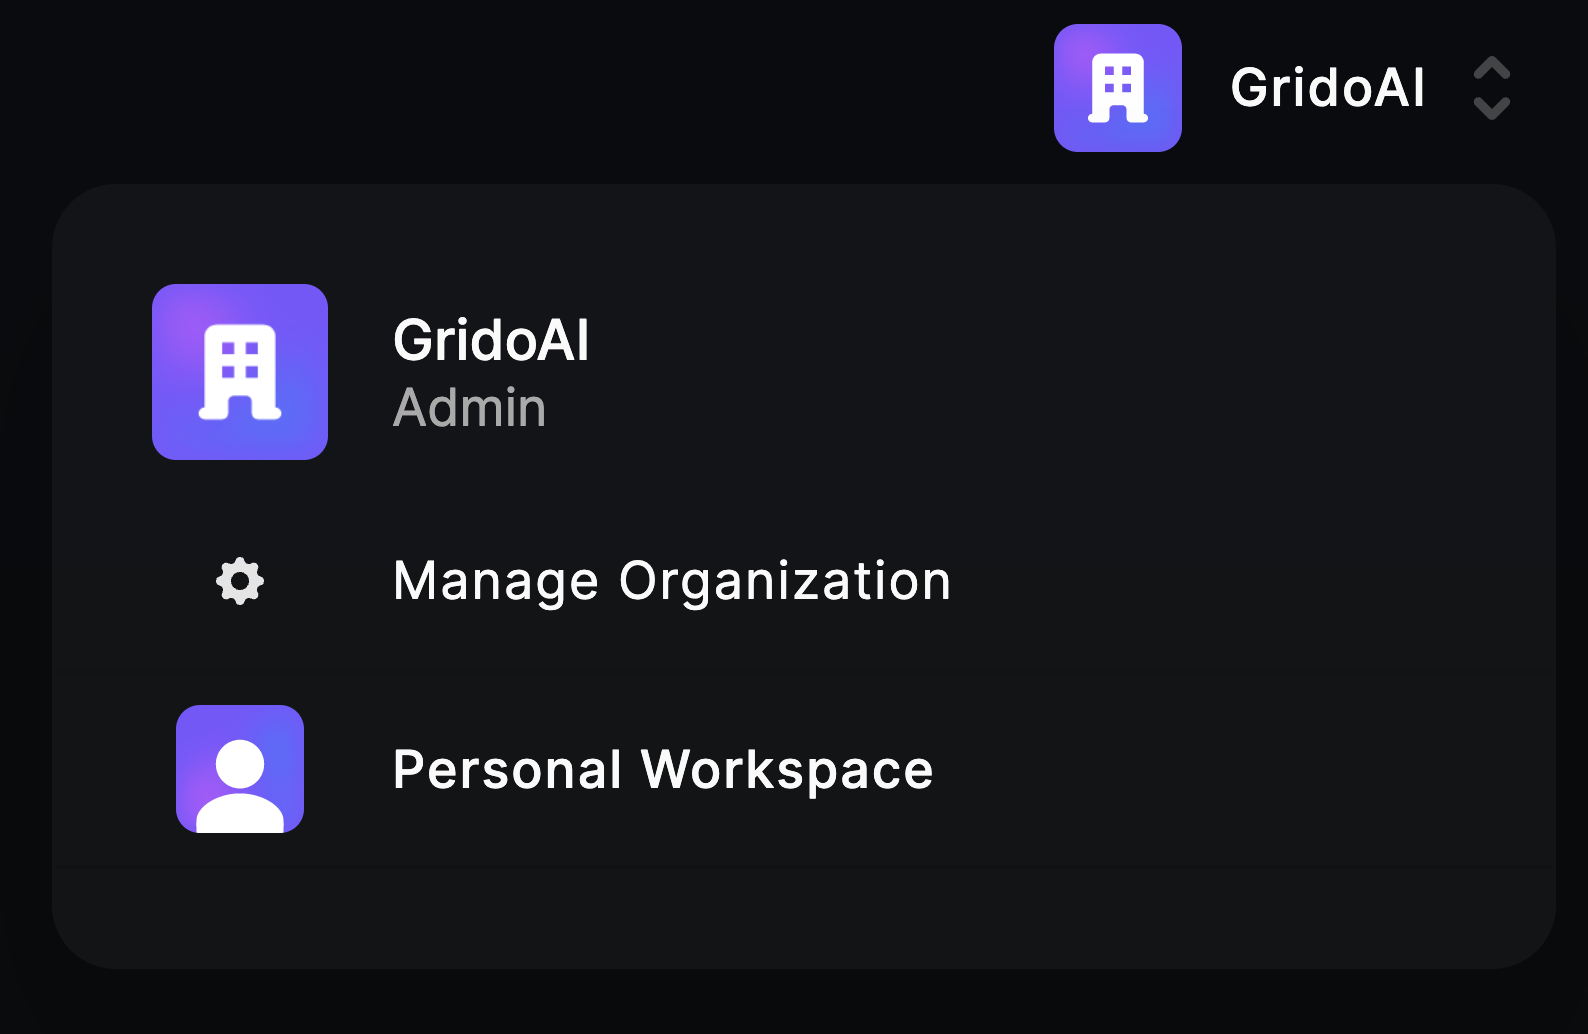 GridoAI
GridoAI
Admin
Manage Organization
Personal Workspace